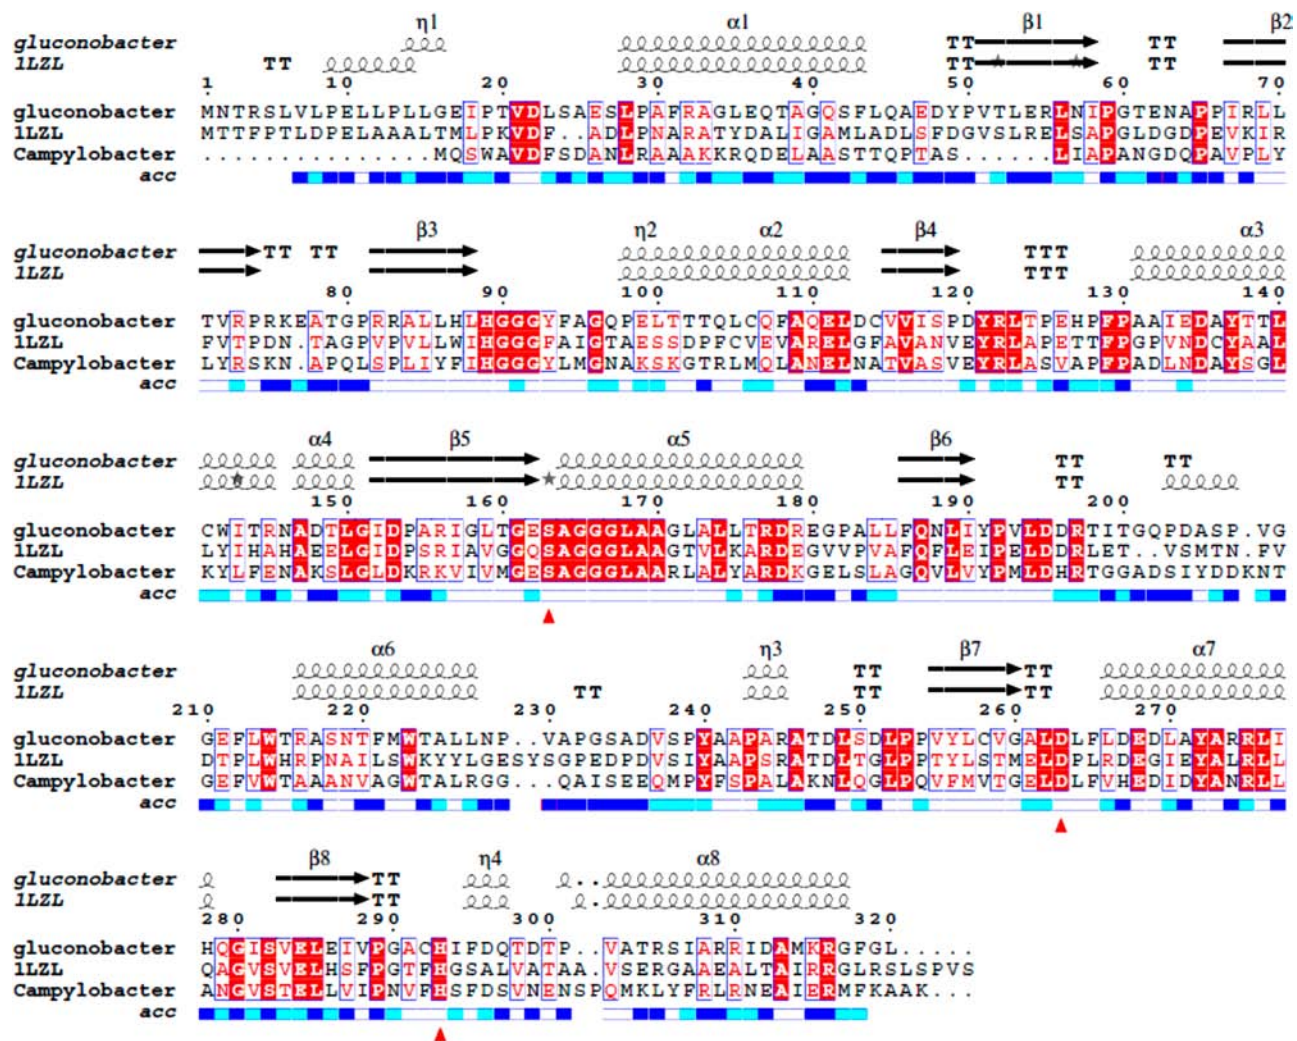 η1 α1 β1 β2
gluconobacter
1LZL TT TT TT
TT TT
1 10 20 30 40 50 60 70
gluconobacter MNTRSLVLPELLPLLGEIPTVDLSAESLPAFRAGLEQTAGQSFLQAEDYPVTLERLNIPGTENAPPIRLL
1LZL MTTFPTLDPELAAALTMLPKVDF..ADLPNARATYDALIGAMLADLSFDGVSLRELSAPGLDGDPEVKIR
Campylobacter ...............MQSWAVDFSDANLRAAAKKRQDELAASTTQPTAS......LIAPANGDQPAVPLY
acc
β3 η2 α2 β4 α3
gluconobacter TT TT TTT
1LZL TTT
80 90 100 110 120 130 140
gluconobacter TVRPRKEATGPRRALLHLHGGGYFAGQPELTTTQLCQFAQELDCVVISPDYRLTPEHPFPAAIEDAYTTL
1LZL FVTPDN.TAGPVPVLLWIHGGGFAIGTAESSDPFCVEVARELGFAVANVEYRLAPETTFPGPVNDCYAAL
Campylobacter LYRSKN.APQLSPLIYFIHGGGYLMGNAKSKGTRLMQLANELNATVASVEYRLASVAPFPADLNDAYSGL
acc
α4 β5 α5 β6
gluconobacter TT TT
1LZL TT
150 160 170 180 190 200
gluconobacter CWITRNADTLGIDPARIGLTGESAGGGLAAGLALLTRDREGPALLFQNLIYPVLDDRTITGQPDASP.VG
1LZL LYIHAHAEELGIDPSRIAVGGQSAGGGLAAGTVLKARDEGVVPVAFQFLEIPELDDRLET..VSMTN.FV
Campylobacter KYLFENAKSLGLDKRKVIVMGESAGGGLAARLALYARDKGELSLAGQVLVYPMLDHRTGGADSIYDDKNT
acc
α6 η3 β7 α7
gluconobacter TT TT
1LZL TT TT TT
210 220 230 240 250 260 270
gluconobacter GEFLWTRASNTFMWTALLNP..VAPGSADVSPYAAPARATDLSDLPPVYLCVGALDLFLDEDLAYARRLI
1LZL DTPLWHRPNAILSWKYYLGESYSGPEDPDVSIYAAPSRATDLTGLPPTYLSTMELDPLRDEGIEYALRLL
Campylobacter GEFVWTAAANVAGWTALRGG..QAISEEQMPYFSPALAKNLQGLPQVFMVTGELDLFVHEDIDYANRLL
acc
β8 η4 α8
gluconobacter TT ..
1LZL TT .
280 290 300 310 320
gluconobacter HQGISVELEIVPGACHIFDQTDTP..VATRSIARRIDAMKRGFGL.....
1LZL QAGVSVELHSFPGTFHGSALVATAA.VSERGAAEALTAIRRGLRSLSPVS
Campylobacter ANGVSTELLVIPNVFHSFDSVNENSPQMKLYFRLRNEAIERMFKAAK...
acc